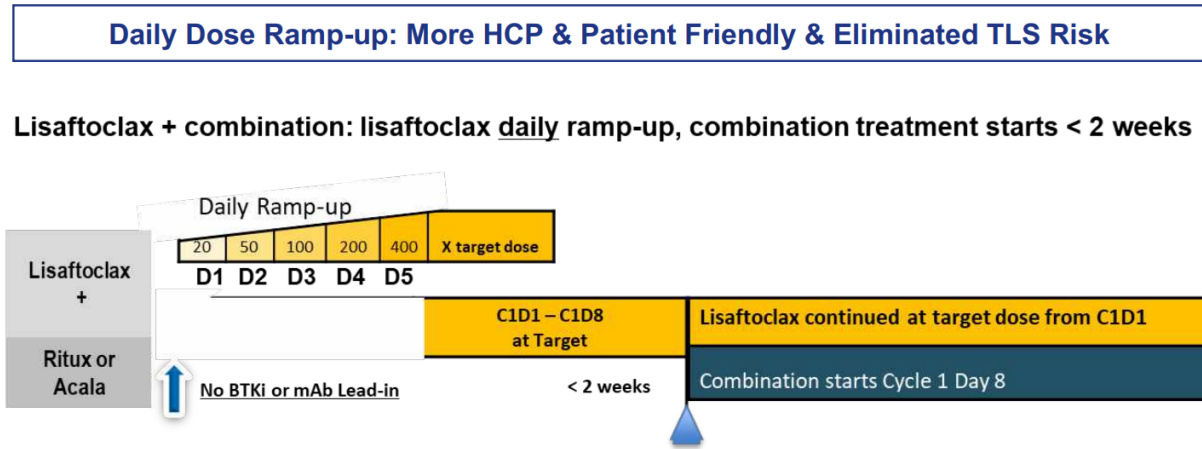 Daily Dose Ramp-up: More HCP & Patient Friendly & Eliminated TLS Risk
Lisaftoclax + combination: lisaftoclax daily ramp-up, combination treatment starts < 2 weeks
Daily Ramp-up
20 50 100 200 400 X target dose
D1 D2 D3 D4 D5
Lisaftoclax
+
Ritux or
Acala
C1D1 – C1D8
at Target
Lisaftoclax continued at target dose from C1D1
No BTKi or mAb Lead-in
< 2 weeks
Combination starts Cycle 1 Day 8